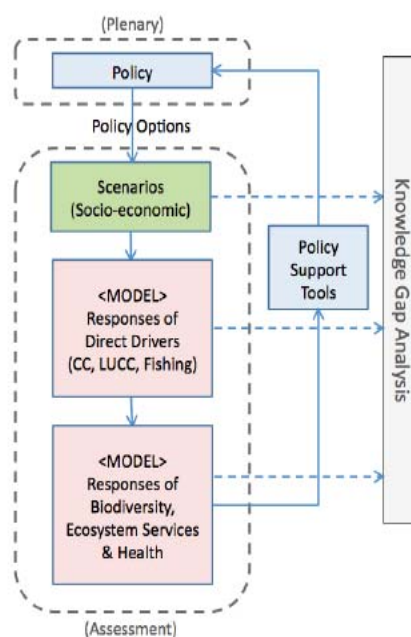 (Plenary)
Policy
Policy Options
Scenarios
(Socio-economic)
<MODEL>
Responses of
Direct Drivers
(CC, LUCC, Fishing)
<MODEL>
Responses of
Biodiversity,
Ecosystem Services
& Health
(Assessment)
Policy
Support
Tools
Knowledge Gap Analysis